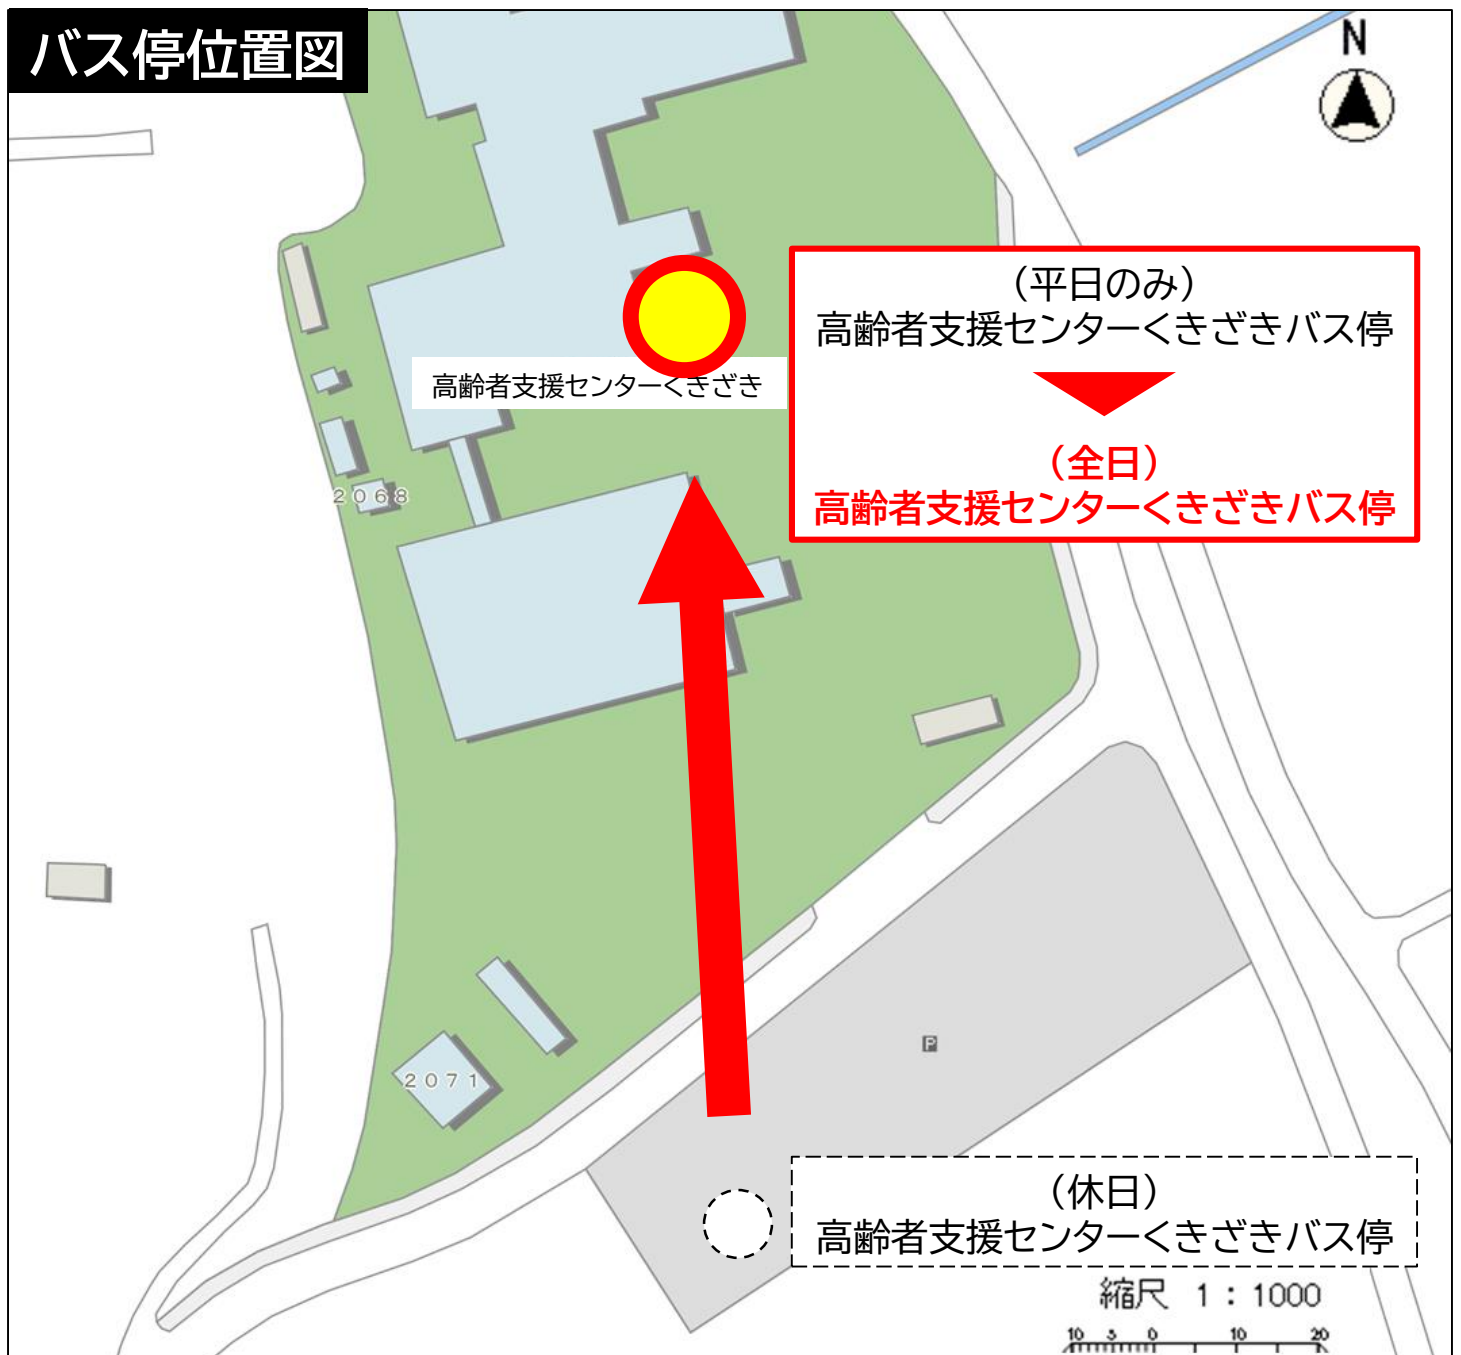 バス停位置図
N
(平日のみ)
高齢者支援センターくきざきバス停
高齢者支援センターくきざき
(全日)
高齢者支援センターくきざきバス停
2068
P
2071
(休日)
高齢者支援センターくきざきバス停
縮尺 1:1000
10 5 0 10 20